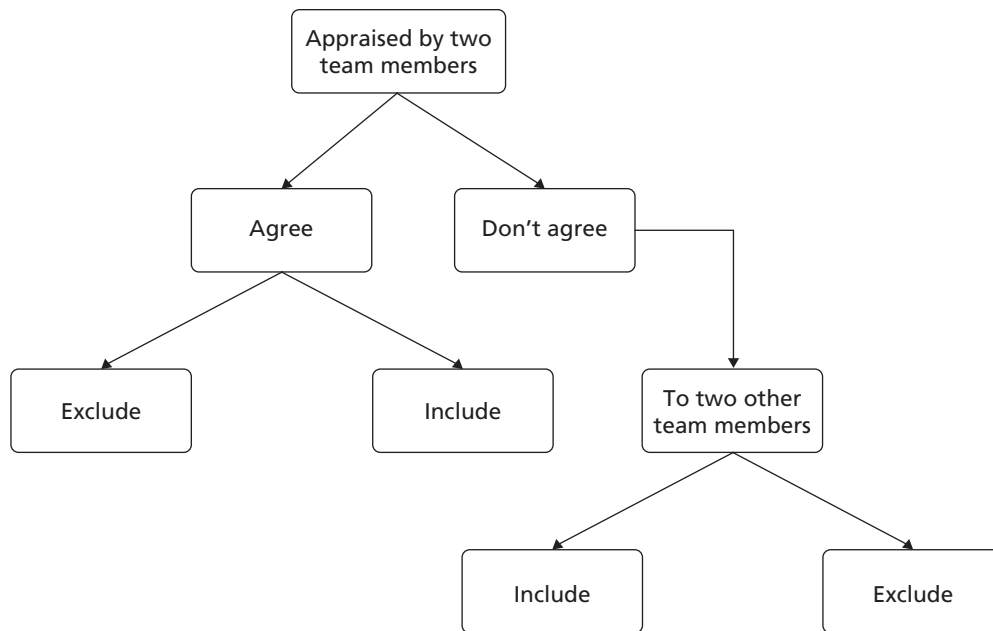 Appraised by two
team members
Agree
Don't agree
Exclude
Include
To two other
team members
Include
Exclude